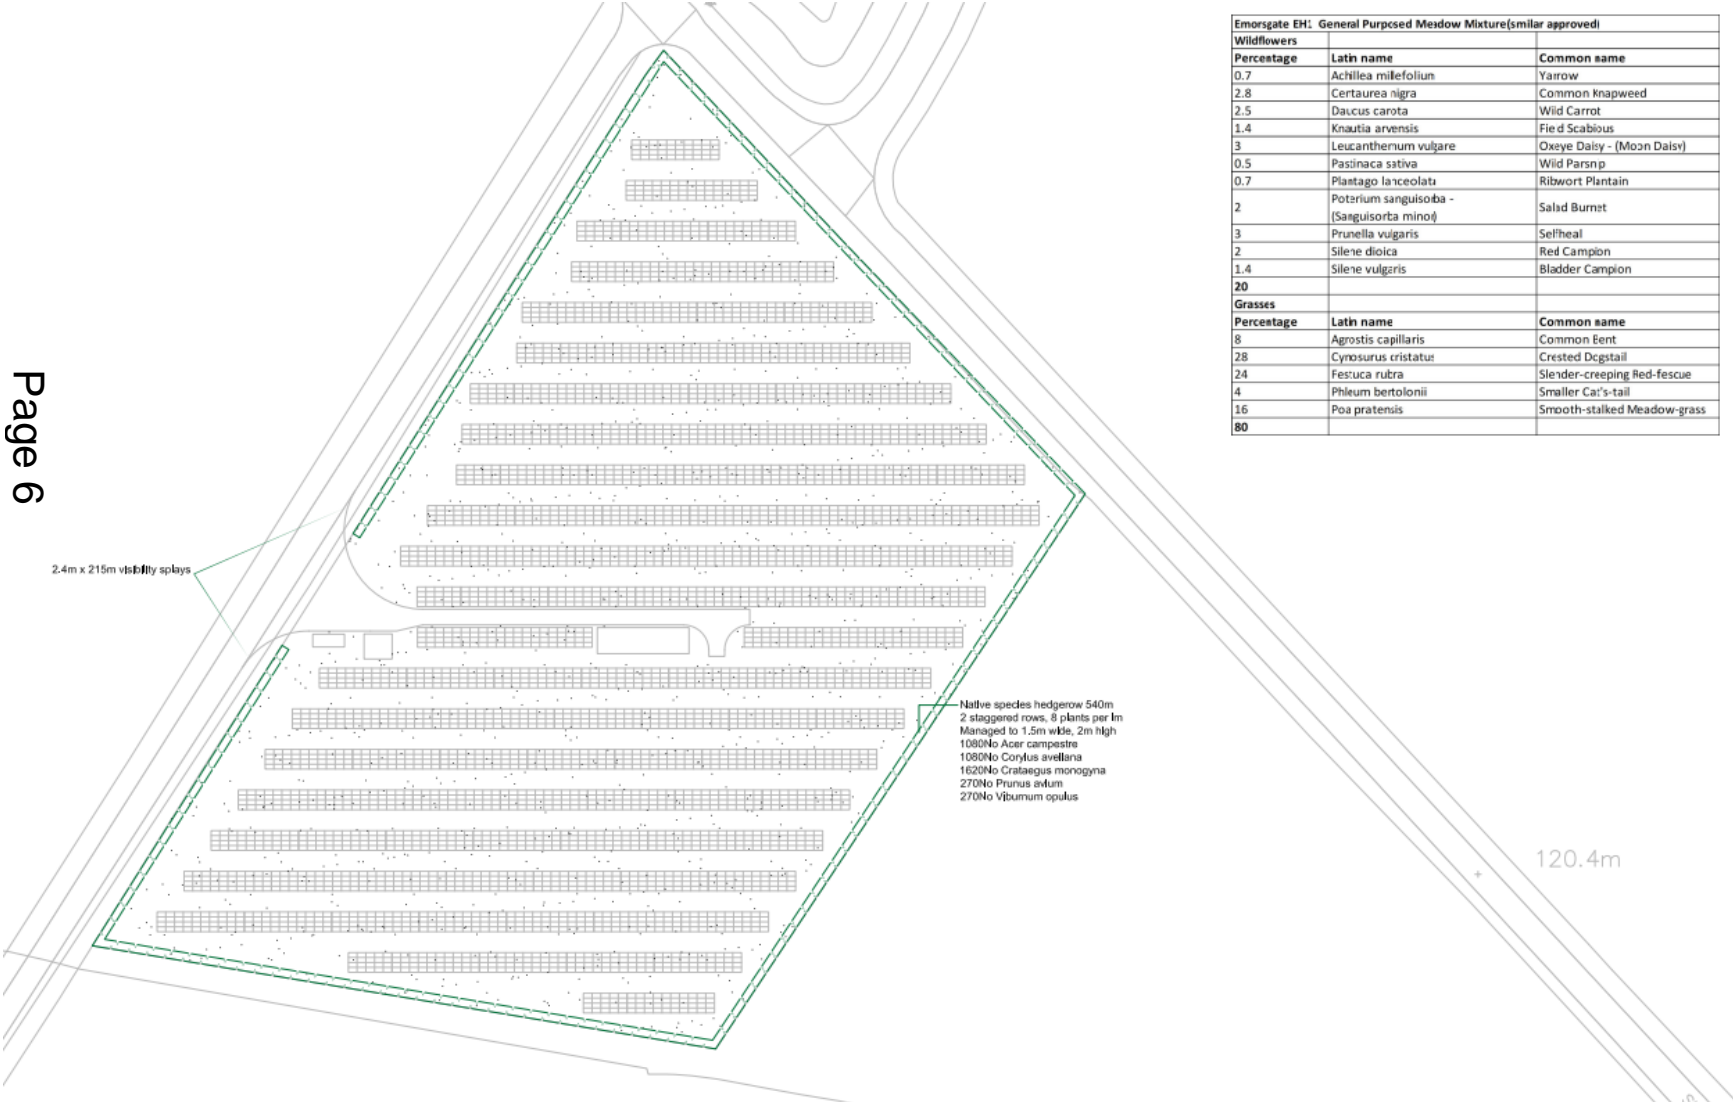 Emorsgate EH1 General Purposed Meadow Mixture(smilar approved)
Wildflowers
Percentage Latin name Common name
0.7 Achillea millefolium Yarrow
2.8 Centaurea nigra Common Knapweed
2.5 Daucus carota Wild Carrot
1.4 Knautia arvensis Field Scabious
3 Leucanthemum vulgare Oxeye Daisy - (Moon Daisy)
0.5 Pastinaca sativa Wild Parsnip
0.7 Plantago lanceolata Ribwort Plantain
2 Poterium sanguisorba - (Sanguisorba minor) Salad Burnet
3 Prunella vulgaris Selfheal
2 Silene dioica Red Campion
1.4 Silene vulgaris Bladder Campion
20
Grasses
Percentage Latin name Common name
8 Agrostis capillaris Common Bent
28 Cynosurus cristatus Crested Dogstail
24 Festuca rubra Slender-creeping Red-fescue
4 Phleum bertolonii Smaller Cat's-tail
16 Poa pratensis Smooth-stalked Meadow-grass
80
Page 6
2.4m x 215m visibility splays
Native species hedgerow 540m
2 staggered rows, 8 plants per lm
Managed to 1.5m wide, 2m high
1080No Acer campestre
1080No Corylus avellana
1620No Crataegus monogyna
270No Prunus avium
270No Viburnum opulus
120.4m